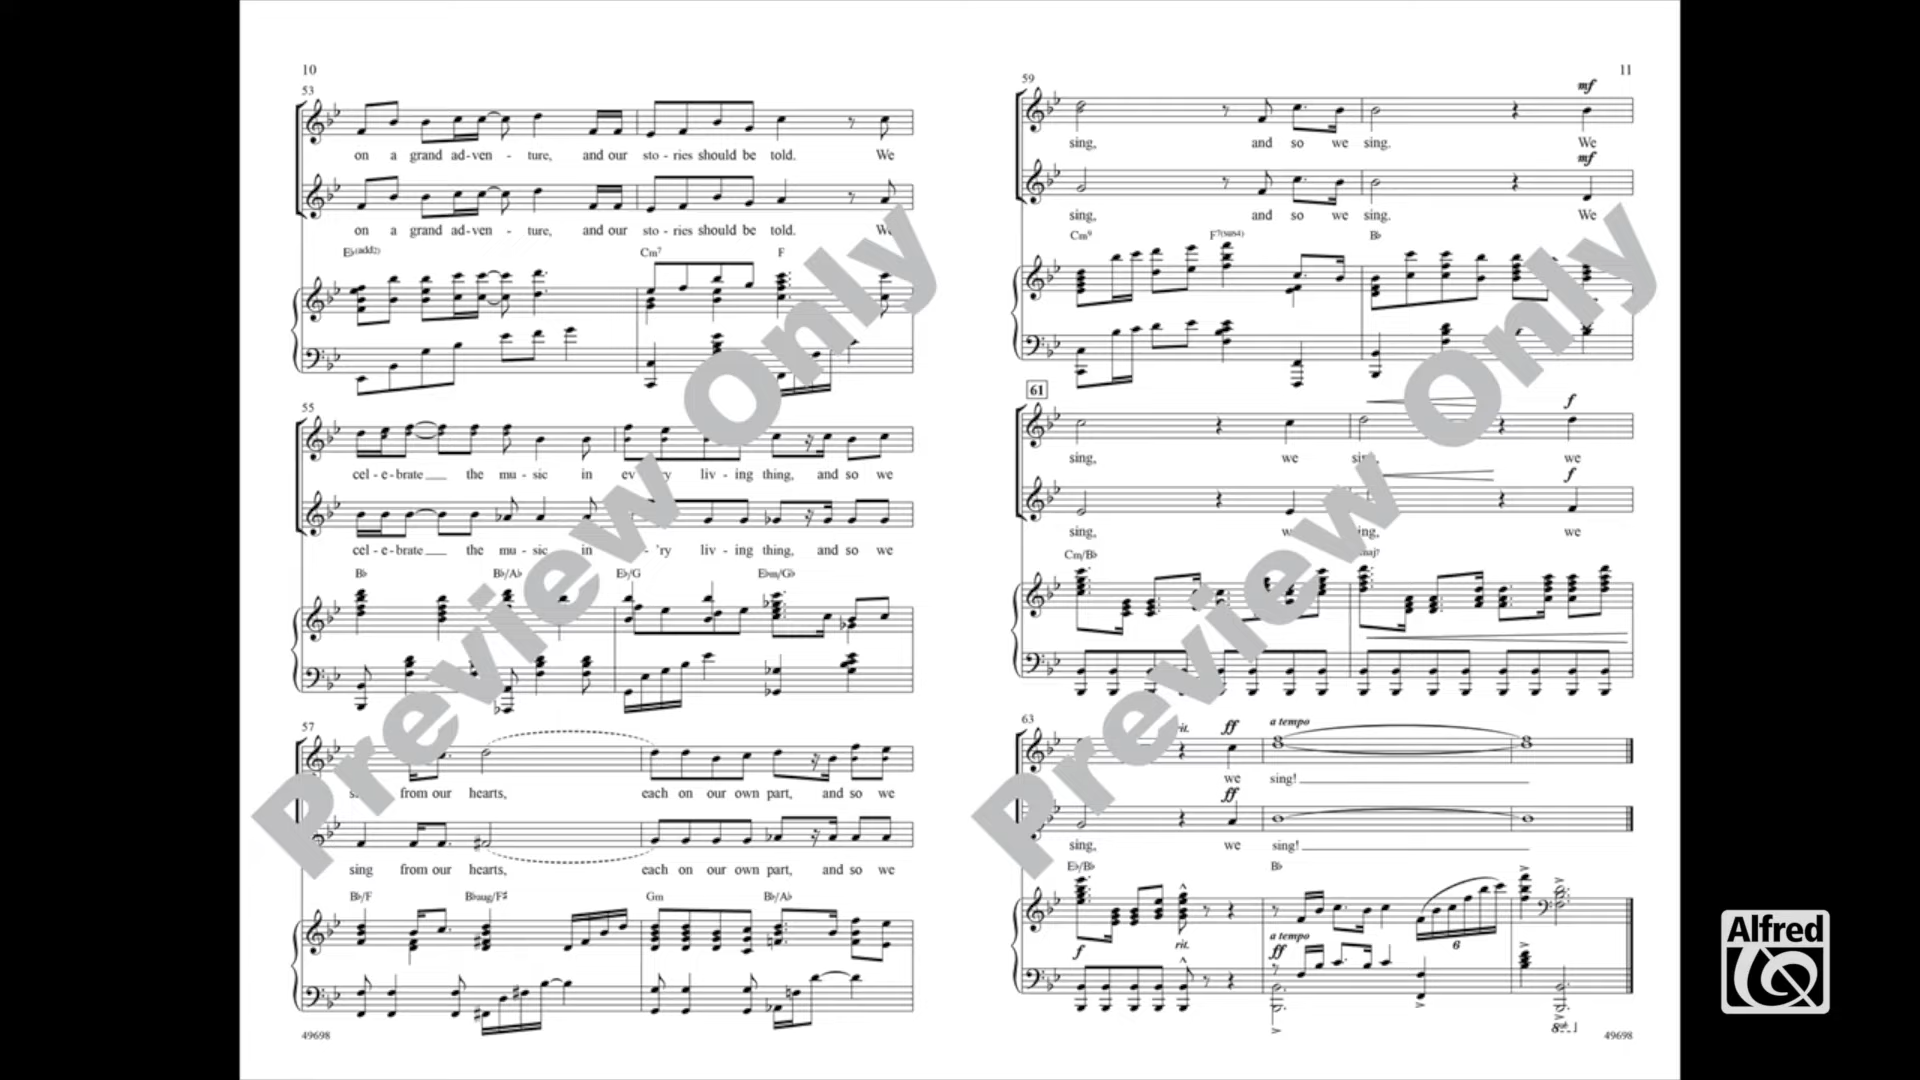 10
53
on a grand ad-ven - ture, and our sto - ries should be told. We
on a grand ad-ven - ture, and our sto - ries should be told. We
E♭(add2) Cm7 F
55
cel - e - brate the mu - sic in liv - ing thing, and so we
cel - e - brate the mu - sic in - 'ry liv - ing thing, and so we
B♭ B♭/A♭ E♭/G E♭m/G♭
57
from our hearts, each on our own part, and so we
sing from our hearts, each on our own part, and so we
B♭/F B♭aug/F♯ Gm B♭/A♭
49698
11
59
mf
sing, and so we sing. We
mf
sing, and so we sing. We
Cm9 F7(sus4) B♭
61
f
sing, we sing, we
f
sing, we
Cm/B♭ maj7
63
rit. ff a tempo
we sing!
ff
sing, we sing!
E♭/B♭ B♭
f rit. a tempo
ff
6
8vb
49698
Preview Only
Preview Only
Alfred